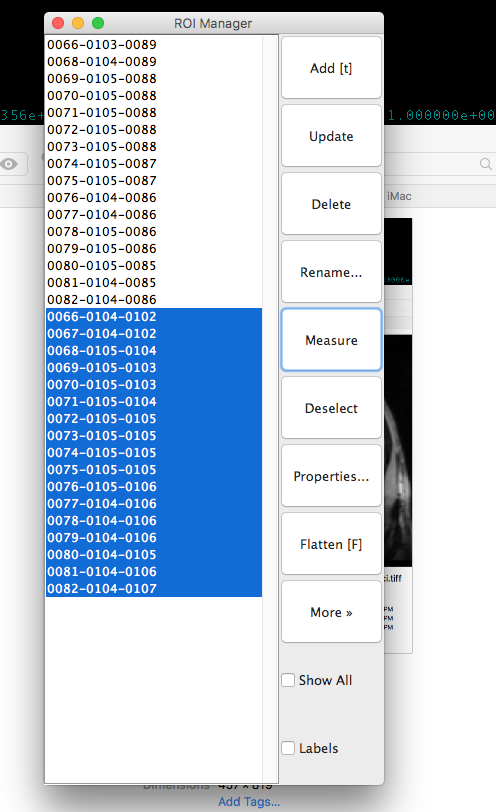 ROI Manager
0066-0103-0089
0068-0104-0089
0069-0105-0088
0070-0105-0088
0071-0105-0088
0072-0105-0088
0073-0105-0088
0074-0105-0087
0075-0105-0087
0076-0104-0086
0077-0104-0086
0078-0105-0086
0079-0105-0086
0080-0105-0085
0081-0104-0085
0082-0104-0086
0066-0104-0102
0067-0104-0102
0068-0105-0104
0069-0105-0103
0070-0105-0103
0071-0105-0104
0072-0105-0105
0073-0105-0105
0074-0105-0105
0075-0105-0105
0076-0105-0106
0077-0104-0106
0078-0104-0106
0079-0104-0106
0080-0104-0105
0081-0104-0106
0082-0104-0107
Add [t]
Update
Delete
Rename...
Measure
Deselect
Properties...
Flatten [F]
More »
Show All
Labels
356e+
1.000000e+00
iMac
ci.tiff
PM
PM
PM
Dimensions 437 × 819
Add Tags...